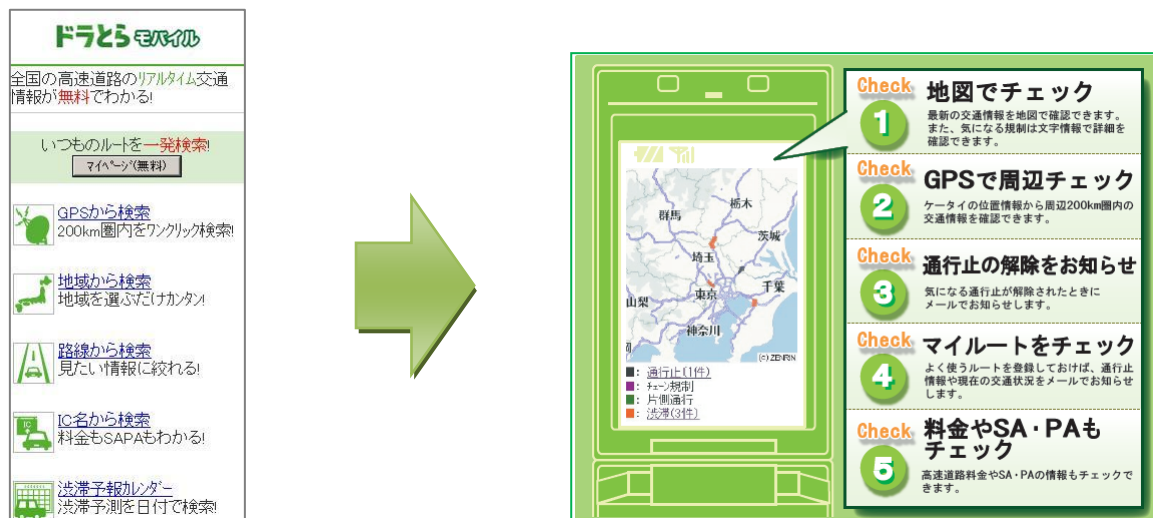 ドラとらモバイル
全国の高速道路のリアルタイム交通
情報が無料でわかる!
いつものルートを一発検索!
マイページ(無料)
GPSから検索
200km圏内をワンクリック検索!
地域から検索
地域を選ぶだけカンタン!
路線から検索
見たい情報に絞れる!
IC
IC名から検索
料金もSAPAもわかる!
渋滞予報カレンダー
渋滞予測を日付で検索!
群馬
栃木
茨城
埼玉
東京
千葉
山梨
神奈川
(c)ZENRIN
■: 通行止(1件)
■: チェーン規制
■: 片側通行
■: 渋滞(3件)
Check
1
地図でチェック
最新の交通情報を地図で確認できます。
また、気になる規制は文字情報で詳細を
確認できます。
Check
2
GPSで周辺チェック
ケータイの位置情報から周辺200km圏内の
交通情報を確認できます。
Check
3
通行止の解除をお知らせ
気になる通行止が解除されたときに
メールでお知らせします。
Check
4
マイルートをチェック
よく使うルートを登録しておけば、通行止
情報や現在の交通状況をメールでお知らせ
します。
Check
5
料金やSA・PAも
チェック
高速道路料金やSA・PAの情報もチェックで
きます。